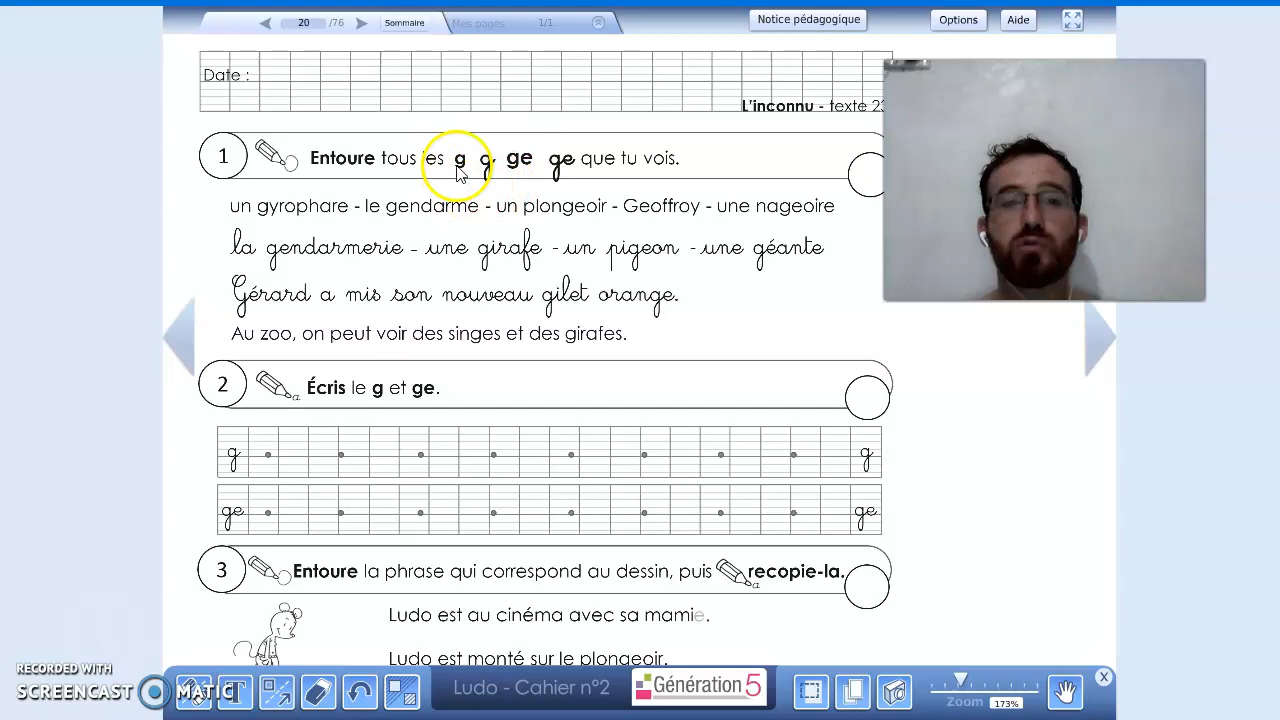 20 /76 Sommaire Mes pages 1/1 Notice pédagogique Options Aide
Date :
L'inconnu - texte 23
1 Entoure tous les g g ge ge que tu vois.
un gyrophare - le gendarme - un plongeoir - Geoffroy - une nageoire
la gendarmerie - une girafe - un pigeon - une géante
Gérard a mis son nouveau gilet orange.
Au zoo, on peut voir des singes et des girafes.
2 Écris le g et ge.
g g
ge ge
3 Entoure la phrase qui correspond au dessin, puis recopie-la.
Ludo est au cinéma avec sa mamie.
Ludo est monté sur le plongeoir.
RECORDED WITH
SCREENCAST MATIC
T
Ludo - Cahier n°2
Génération 5
Zoom 173%
X